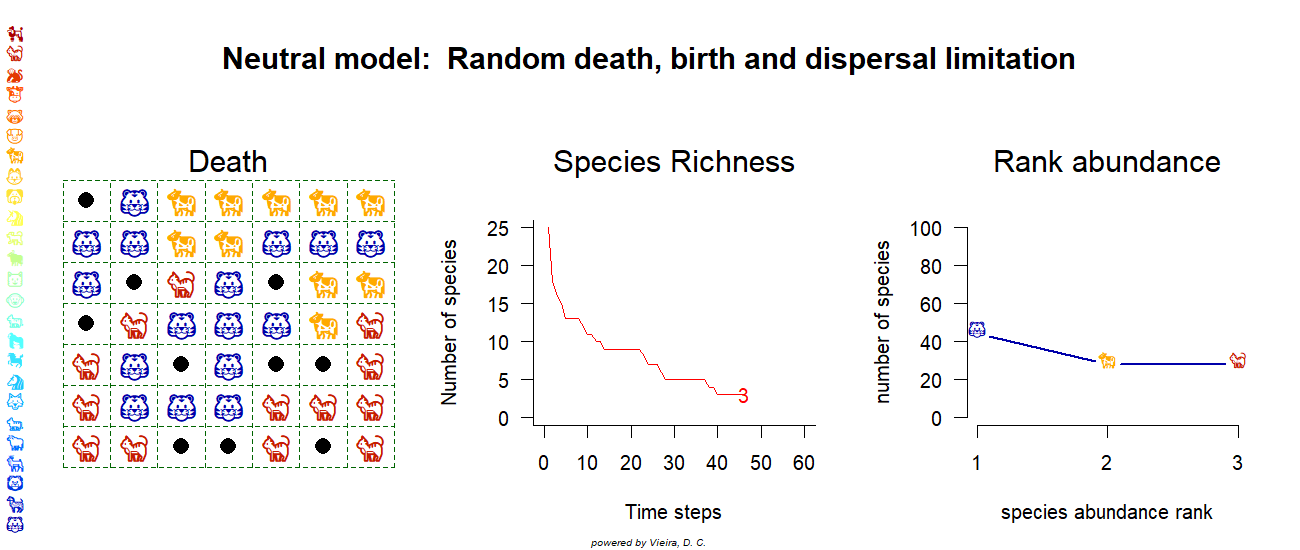 Neutral model:  Random death, birth and dispersal limitation
Death
Species Richness
Number of species
25
20
15
10
5
0
3
0 10 20 30 40 50 60
Time steps
Rank abundance
number of species
100
80
60
40
20
0
1 2 3
species abundance rank
powered by Vieira, D. C.